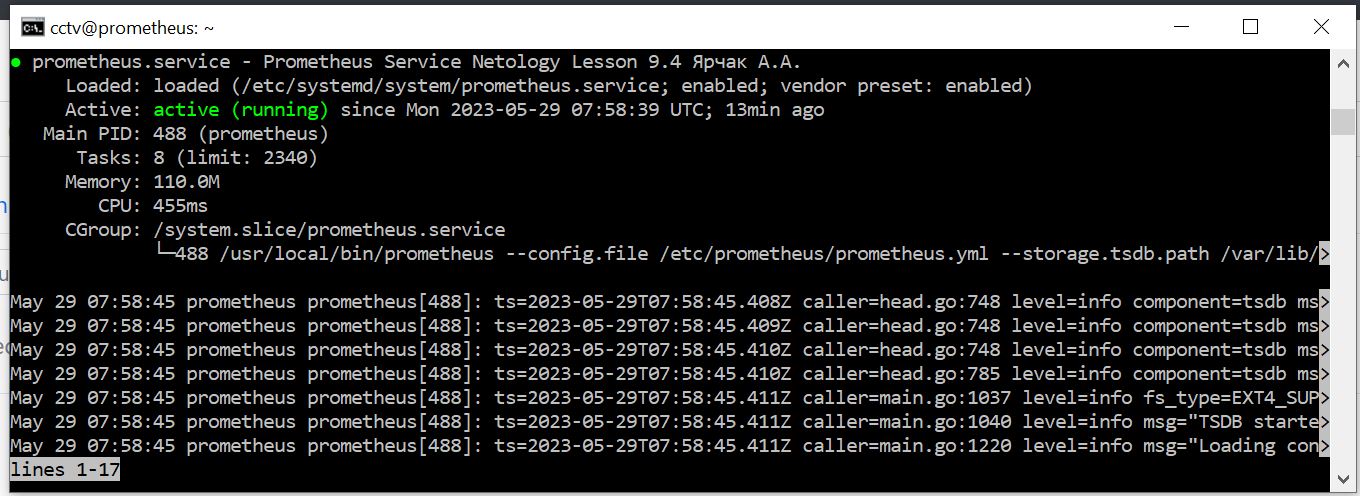 cctv@prometheus: ~
● prometheus.service - Prometheus Service Netology Lesson 9.4 Ярчак А.А.
Loaded: loaded (/etc/systemd/system/prometheus.service; enabled; vendor preset: enabled)
Active: active (running) since Mon 2023-05-29 07:58:39 UTC; 13min ago
Main PID: 488 (prometheus)
Tasks: 8 (limit: 2340)
Memory: 110.0M
CPU: 455ms
CGroup: /system.slice/prometheus.service
└─488 /usr/local/bin/prometheus --config.file /etc/prometheus/prometheus.yml --storage.tsdb.path /var/lib/>
May 29 07:58:45 prometheus prometheus[488]: ts=2023-05-29T07:58:45.408Z caller=head.go:748 level=info component=tsdb ms>
May 29 07:58:45 prometheus prometheus[488]: ts=2023-05-29T07:58:45.409Z caller=head.go:748 level=info component=tsdb ms>
May 29 07:58:45 prometheus prometheus[488]: ts=2023-05-29T07:58:45.410Z caller=head.go:748 level=info component=tsdb ms>
May 29 07:58:45 prometheus prometheus[488]: ts=2023-05-29T07:58:45.410Z caller=head.go:785 level=info component=tsdb ms>
May 29 07:58:45 prometheus prometheus[488]: ts=2023-05-29T07:58:45.411Z caller=main.go:1037 level=info fs_type=EXT4_SUP>
May 29 07:58:45 prometheus prometheus[488]: ts=2023-05-29T07:58:45.411Z caller=main.go:1040 level=info msg="TSDB starte>
May 29 07:58:45 prometheus prometheus[488]: ts=2023-05-29T07:58:45.411Z caller=main.go:1220 level=info msg="Loading con>
lines 1-17